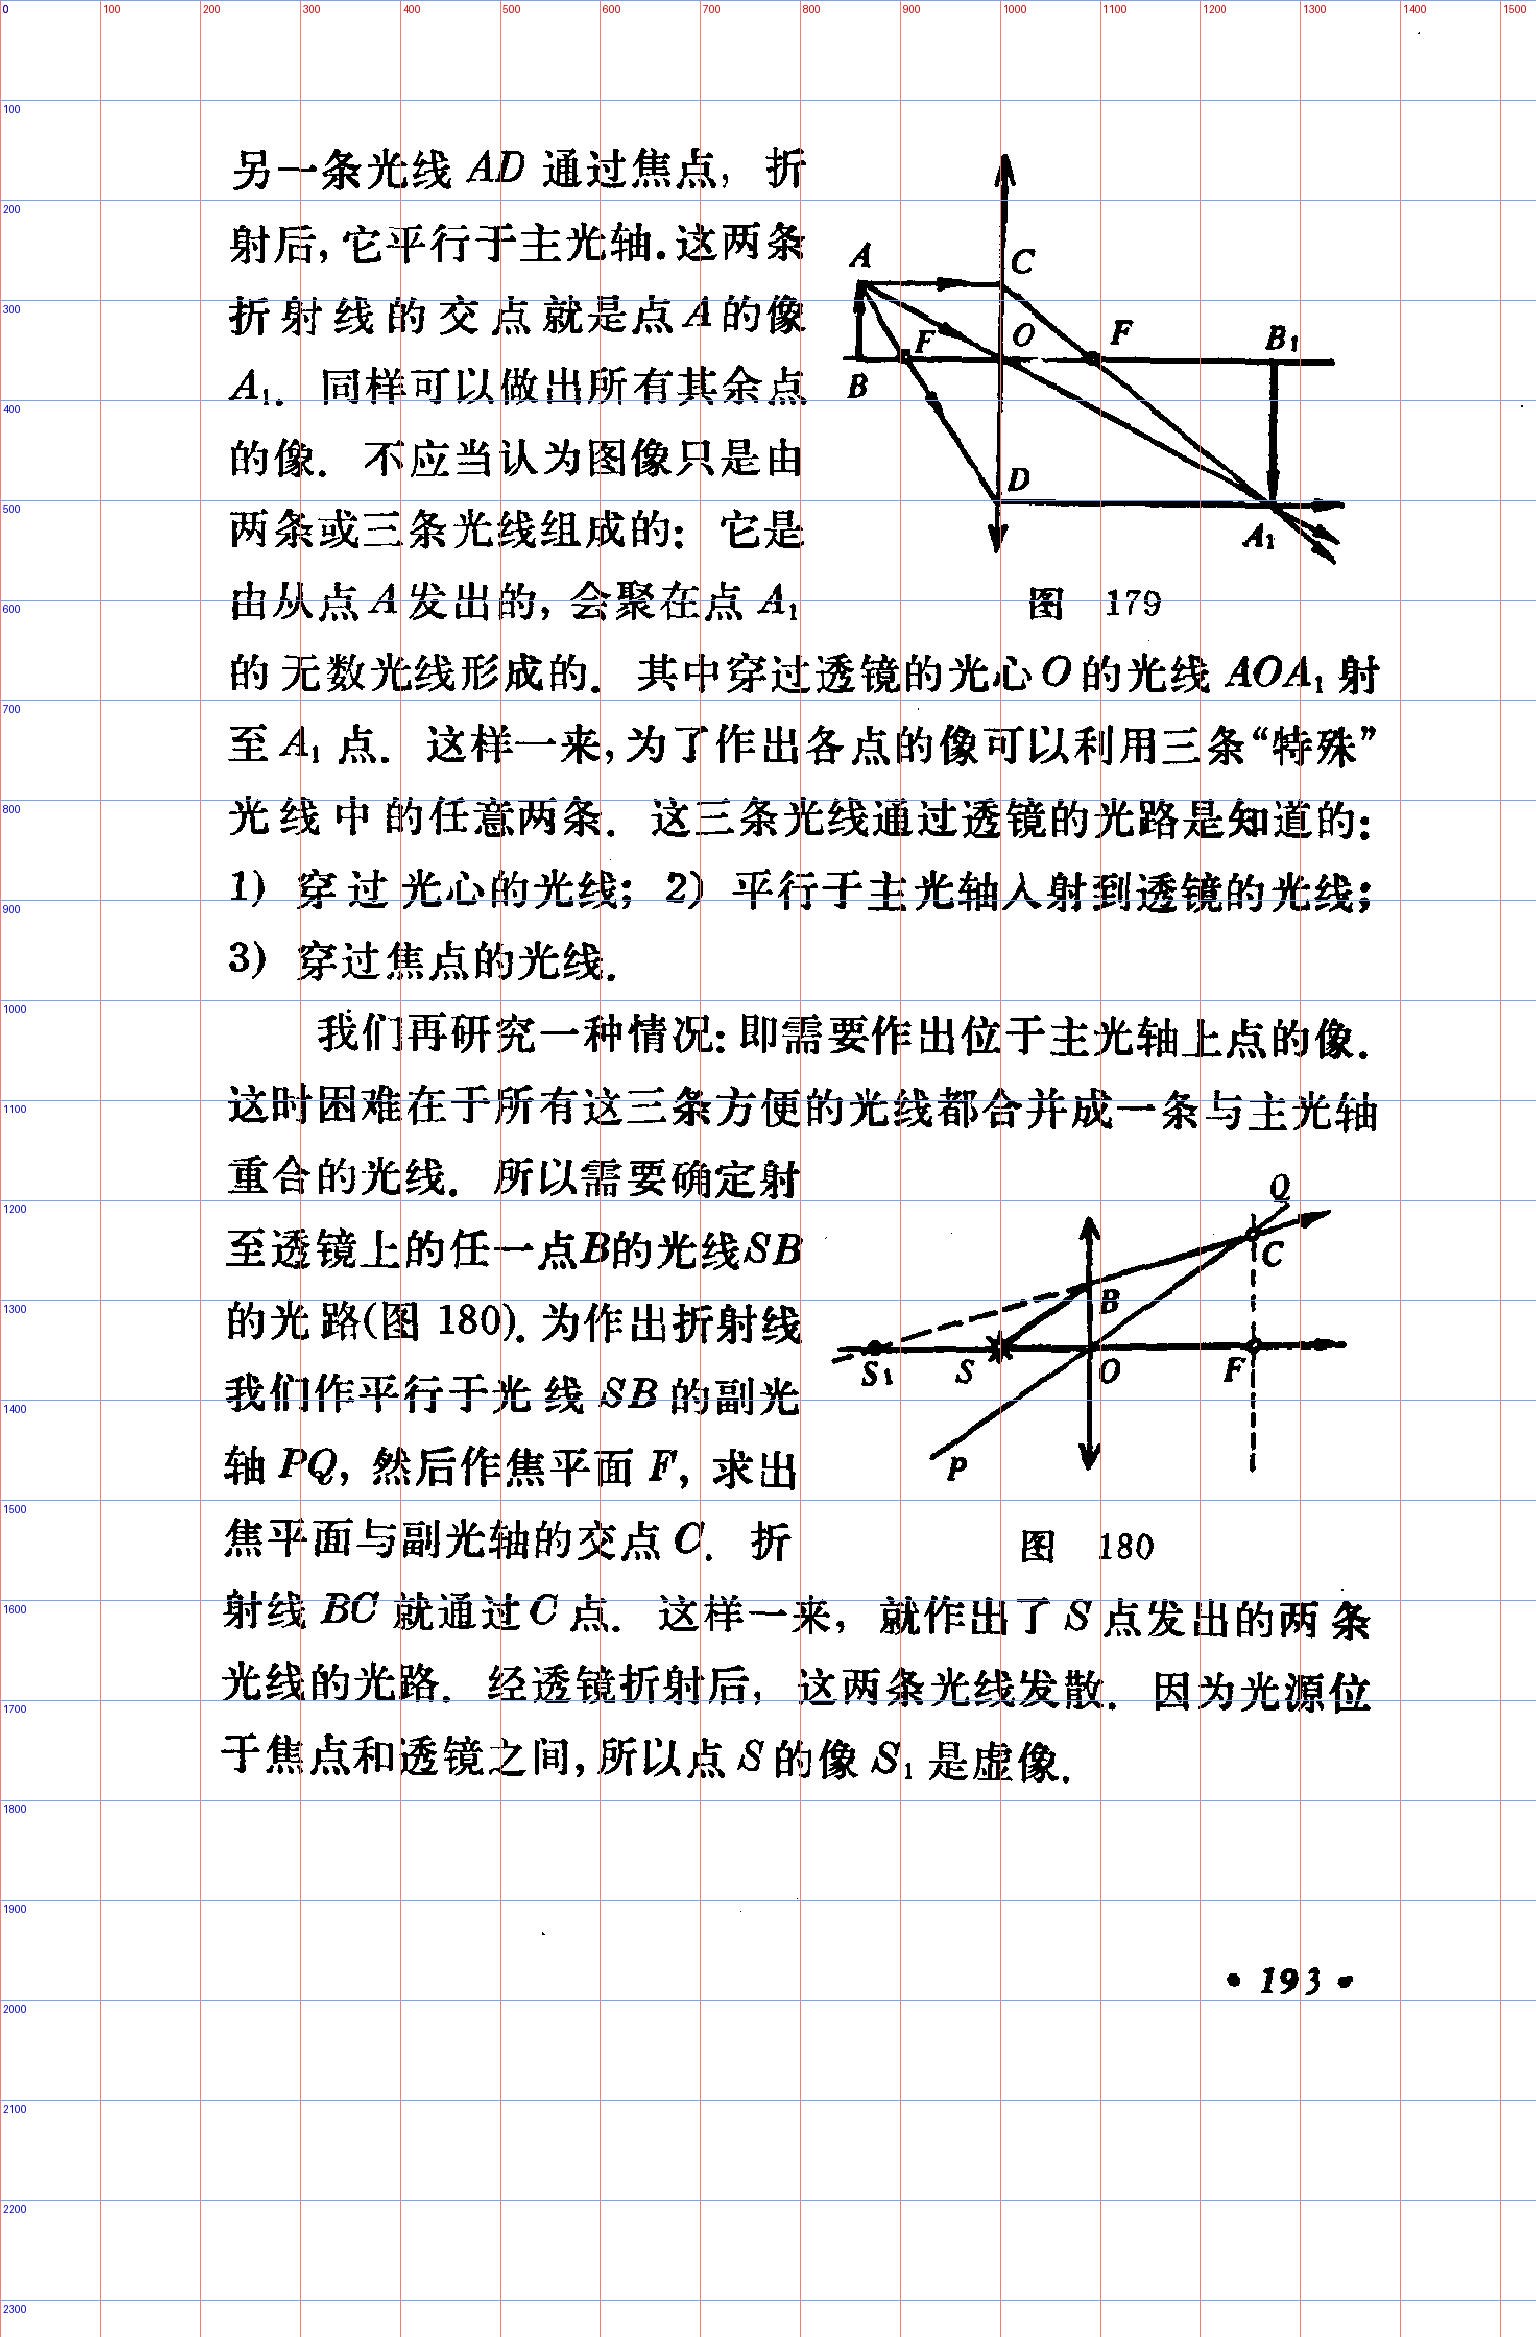 另一条光线 AD 通过焦点，折
射后，它平行于主光轴．这两条
折射线的交点就是点 A 的像
A₁．同样可以做出所有其余点
的像．不应当认为图像只是由
两条或三条光线组成的：它是
由从点 A 发出的，会聚在点 A₁
A
C
F
O
F
B₁
B
D
A₁
图 179
的无数光线形成的．其中穿过透镜的光心 O 的光线 AOA₁ 射
至 A₁ 点．这样一来，为了作出各点的像可以利用三条“特殊”
光线中的任意两条．这三条光线通过透镜的光路是知道的：
1) 穿过光心的光线；2) 平行于主光轴入射到透镜的光线；
3) 穿过焦点的光线．
我们再研究一种情况：即需要作出位于主光轴上点的像．
这时困难在于所有这三条方便的光线都合并成一条与主光轴
重合的光线．所以需要确定射
至透镜上的任一点B的光线SB
的光路(图 180)．为作出折射线
我们作平行于光线 SB 的副光
轴 PQ，然后作焦平面 F，求出
焦平面与副光轴的交点 C．折
Q
C
B
S₁
S
O
F
P
图 180
射线 BC 就通过 C 点．这样一来，就作出了 S 点发出的两条
光线的光路．经透镜折射后，这两条光线发散．因为光源位
于焦点和透镜之间，所以点 S 的像 S₁ 是虚像．
• 193 •